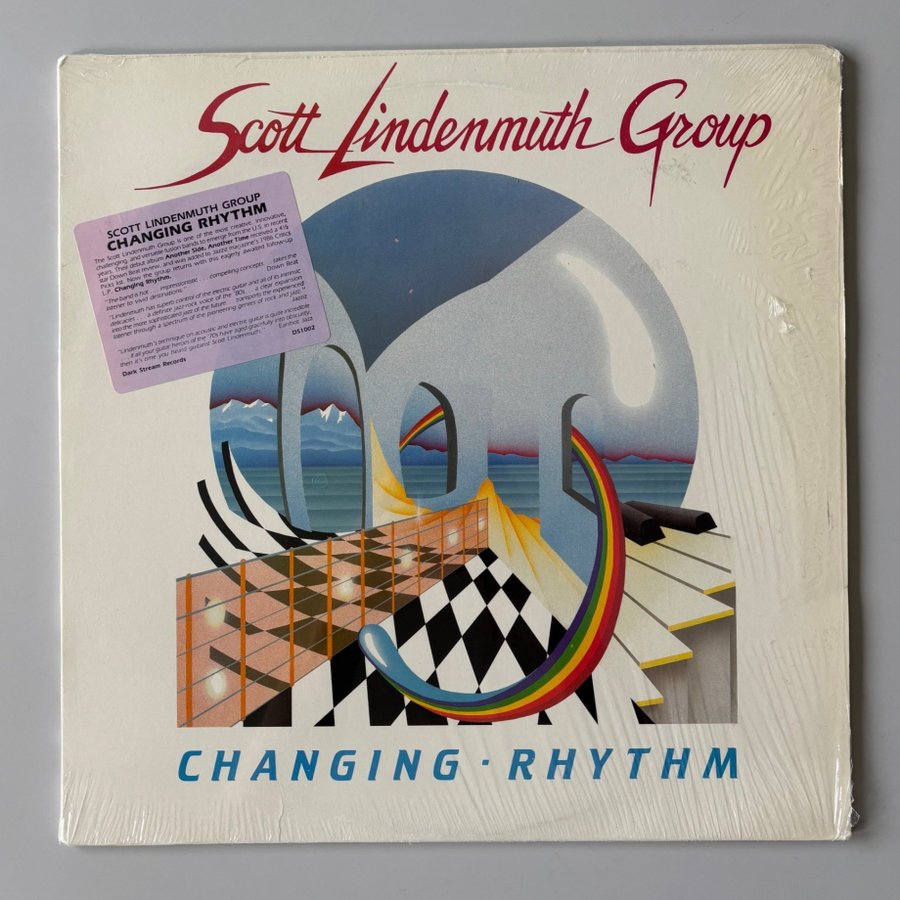 Scott Lindenmuth Group
SCOTT LINDENMUTH GROUP
CHANGING RHYTHM
The Scott Lindenmuth Group is one of the most creative, innovative,
challenging, and versatile fusion bands to emerge from the U.S. in recent
years. Their debut album Another Side, Another Time received a 4½
star Down Beat review, and was added to Jazziz magazine's 1986 Critics
Picks list. Now the group returns with this eagerly awaited follow-up
L.P. Changing Rhythm.
"The band is hot . . . impressionistic . . . compelling concepts . . . takes the
listener to vivid destinations." Down Beat
"Lindenmuth has superb control of the electric guitar and all of its intrinsic
delicacies . . . a definite jazz-rock voice of the '80s . . . a clear expansion
into the more sophisticated jazz of the future . . . transports the experienced
listener through a spectrum of the pioneering genres of rock and jazz."
Jazziz
"Lindenmuth's technique on acoustic and electric guitar is quite incredible
. . . if all your guitar heroes of the '70s have aged gracefully into obscurity,
then it's time you heard guitarist Scott Lindenmuth." Earshot Jazz
Dark Stream Records DS1002
CHANGING · RHYTHM